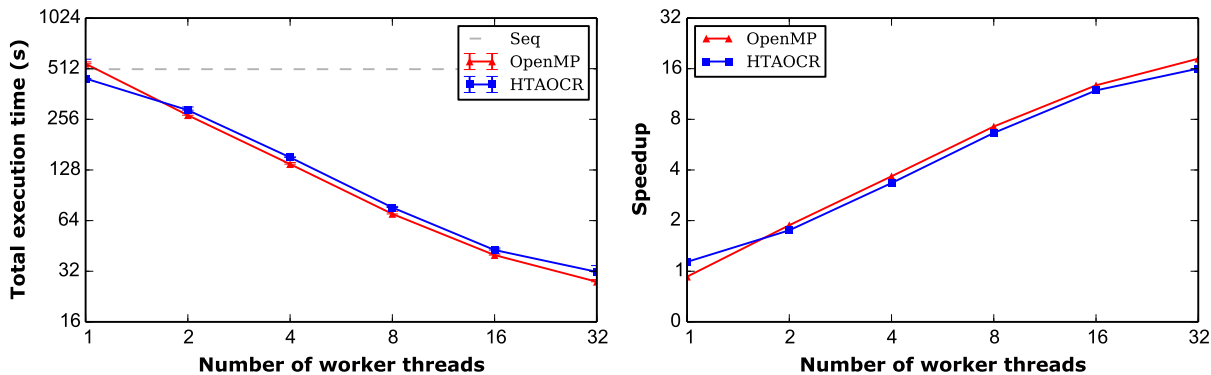 Total execution time (s)
1024
512
256
128
64
32
16
1 2 4 8 16 32
Number of worker threads
Seq
OpenMP
HTAOCR
Speedup
32
16
8
4
2
1
0
1 2 4 8 16 32
Number of worker threads
OpenMP
HTAOCR